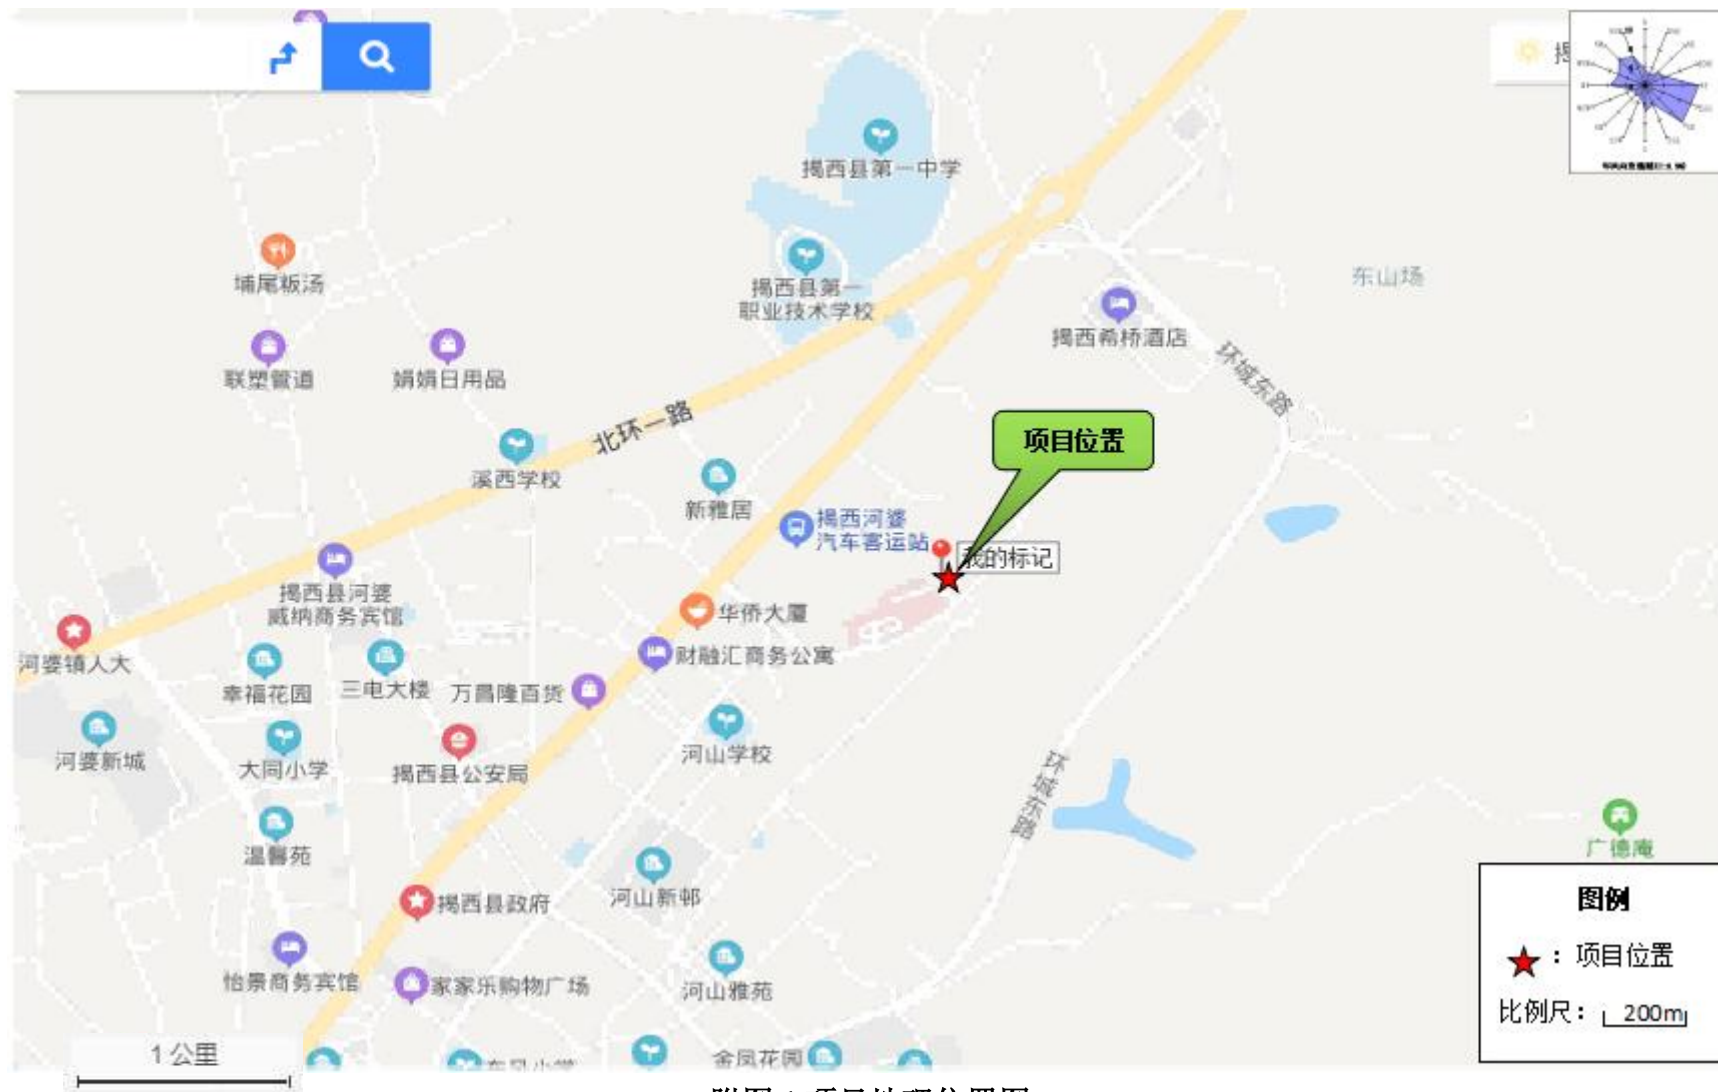 揭西县第一中学
埔尾粄汤
揭西县第一
职业技术学校
东山场
揭西希桥酒店
联塑管道
娟娟日用品
环城东路
北环一路
项目位置
溪西学校
新雅居
揭西河婆
汽车客运站
我的标记
揭西县河婆
威纳商务宾馆
华侨大厦
河婆镇人大
财融汇商务公寓
幸福花园
三电大楼
万昌隆百货
河婆新城
大同小学
揭西县公安局
河山学校
环城东路
温馨苑
广德庵
揭西县政府
河山新邨
图例
：项目位置
怡景商务宾馆
家家乐购物广场
河山雅苑
比例尺：200m
1公里
金凤花园